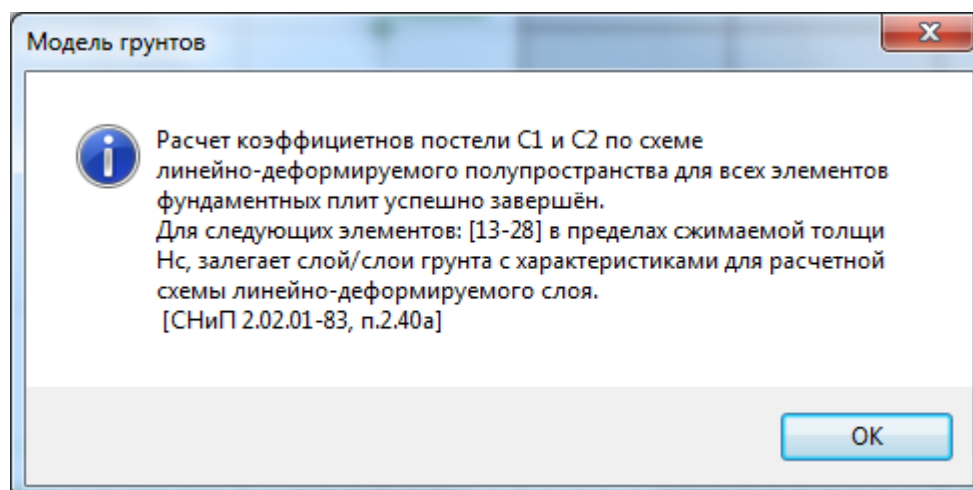 Модель грунтов
Расчет коэффициетнов постели С1 и С2 по схеме
линейно-деформируемого полупространства для всех элементов
фундаментных плит успешно завершён.
Для следующих элементов: [13-28] в пределах сжимаемой толщи
Нс, залегает слой/слои грунта с характеристиками для расчетной
схемы линейно-деформируемого слоя.
[СНиП 2.02.01-83, п.2.40а]
ОК